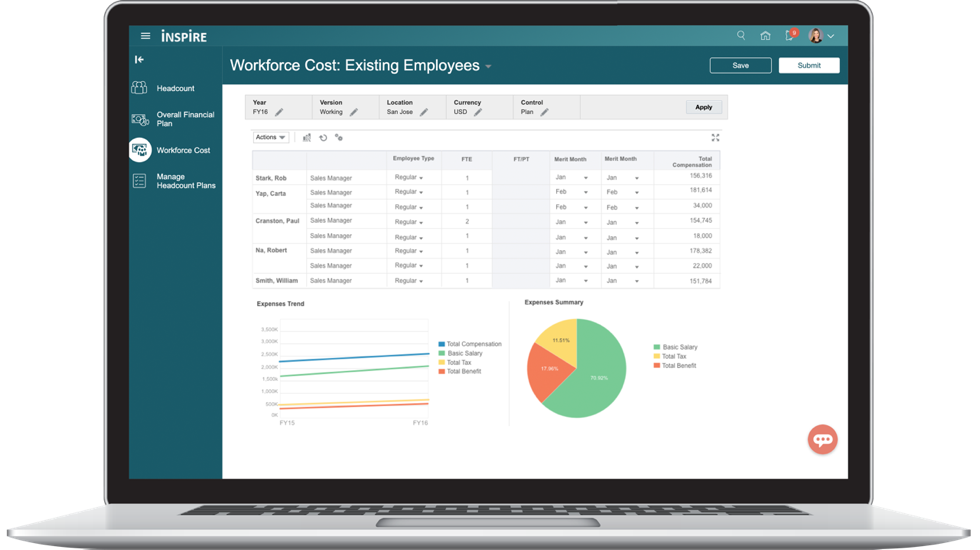 iNSPiRE
8
Workforce Cost: Existing Employees
Save
Submit
Headcount
Overall Financial
Plan
Workforce Cost
Manage
Headcount Plans
Year
FY16
Version
Working
Location
San Jose
Currency
USD
Control
Plan
Apply
Actions
Employee Type FTE FT/PT Merit Month Merit Month Total
Compensation
Stark, Rob Sales Manager Regular 1 Jan Jan 156,316
Yap, Carta Sales Manager Regular 1 Feb Feb 181,614
Sales Manager Regular 1 Feb Feb 34,000
Cranston, Paul Sales Manager Regular 2 Jan Jan 154,745
Sales Manager Regular 1 Jan Jan 18,000
Na, Robert Sales Manager Regular 1 Jan Jan 178,382
Sales Manager Regular 1 Jan Jan 22,000
Smith, William Sales Manager Regular 1 Jan Jan 151,784
Expenses Trend
3,500K
3,000K
2,500K
2,000K
1,500K
1,000K
500K
0K
FY15
FY16
Total Compensation
Basic Salary
Total Tax
Total Benefit
Expenses Summary
11.51%
Basic Salary
Total Tax
Total Benefit